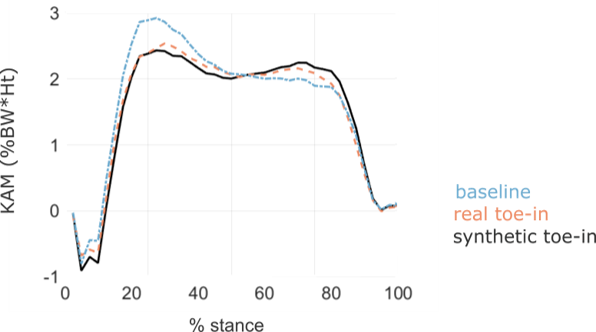 KAM (%BW*Ht)
3
2
1
0
-1
0 20 40 60 80 100
% stance
baseline
real toe-in
synthetic toe-in